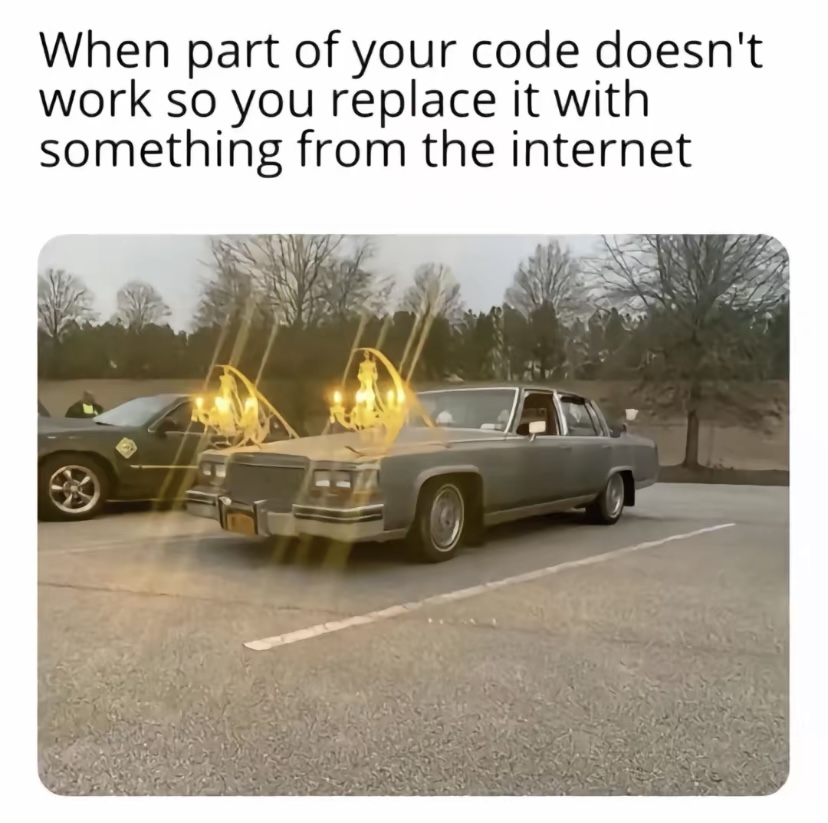 When part of your code doesn't
work so you replace it with
something from the internet